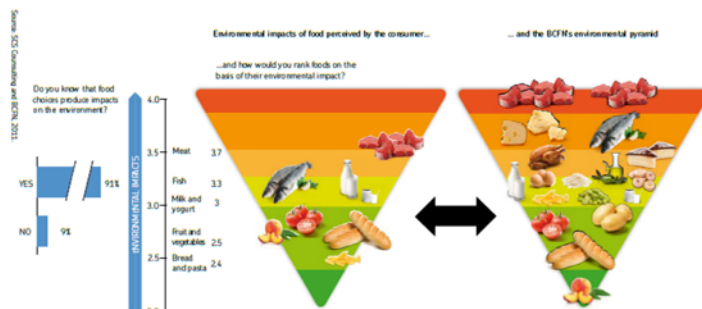 Source: SCS Counsulting and BCFN, 2011.
Do you know that food
choices produce impacts
on the environment?
YES
91%
NO
9%
ENVIRONMENTAL IMPACTS
4.0
3.5
3.0
2.5
Meat
3.7
Fish
3.3
Milk and
yogurt
3
Fruit and
vegetables
2.5
Bread
and pasta
2.4
Environmental impacts of food perceived by the consumer...
...and how would you rank foods on the
basis of their environmental impact?
... and the BCFN's environmental pyramid